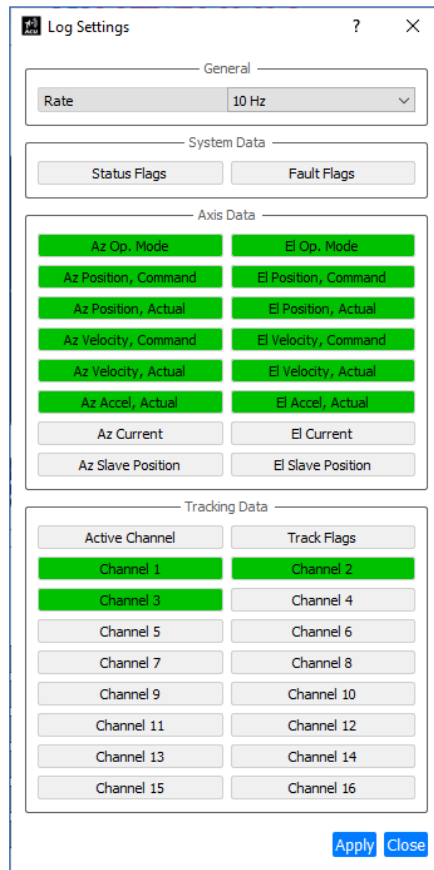 ACU Log Settings ?
General
Rate 10 Hz
System Data
Status Flags Fault Flags
Axis Data
Az Op. Mode El Op. Mode
Az Position, Command El Position, Command
Az Position, Actual El Position, Actual
Az Velocity, Command El Velocity, Command
Az Velocity, Actual El Velocity, Actual
Az Accel, Actual El Accel, Actual
Az Current El Current
Az Slave Position El Slave Position
Tracking Data
Active Channel Track Flags
Channel 1 Channel 2
Channel 3 Channel 4
Channel 5 Channel 6
Channel 7 Channel 8
Channel 9 Channel 10
Channel 11 Channel 12
Channel 13 Channel 14
Channel 15 Channel 16
Apply Close